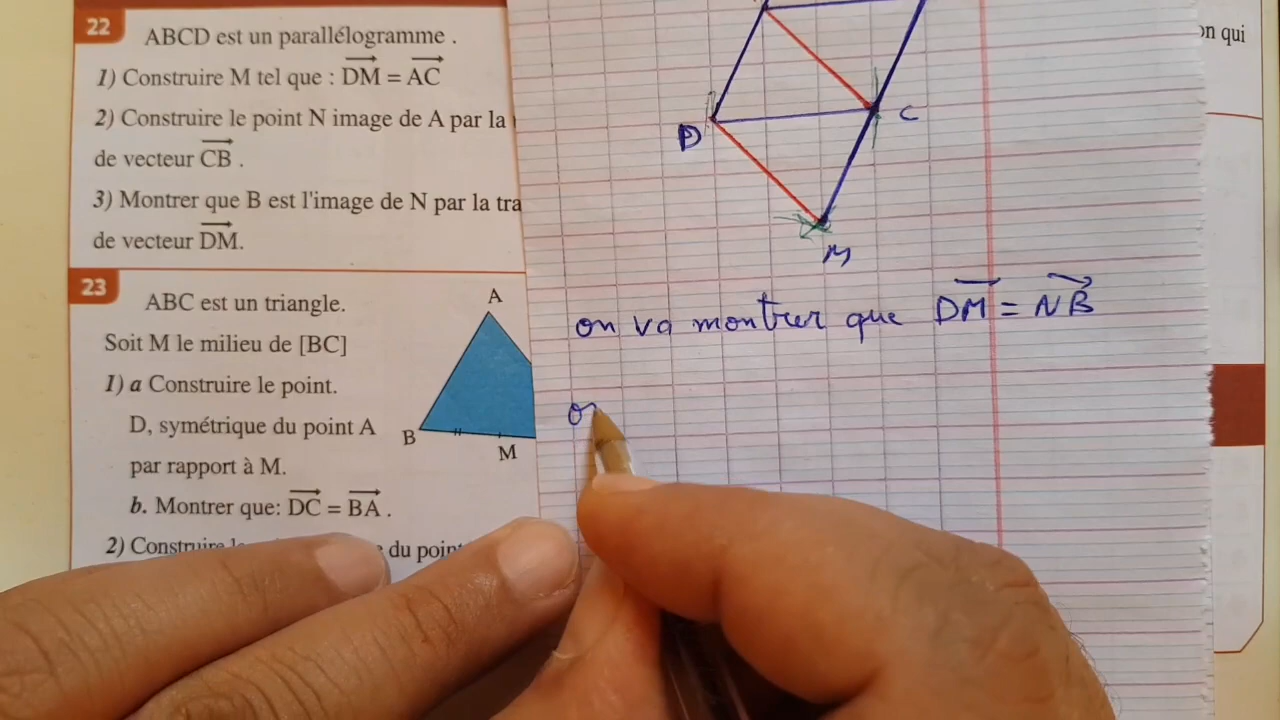 22
ABCD est un parallélogramme .
1) Construire M tel que : DM = AC
2) Construire le point N image de A par la
de vecteur CB .
3) Montrer que B est l'image de N par la tra
de vecteur DM.
23
ABC est un triangle.
Soit M le milieu de [BC]
1) a Construire le point.
D, symétrique du point A
par rapport à M.
b. Montrer que: DC = BA .
2) Construire
du point
A
B
M
D
C
M
on va montrer que DM = NB
on
on qui